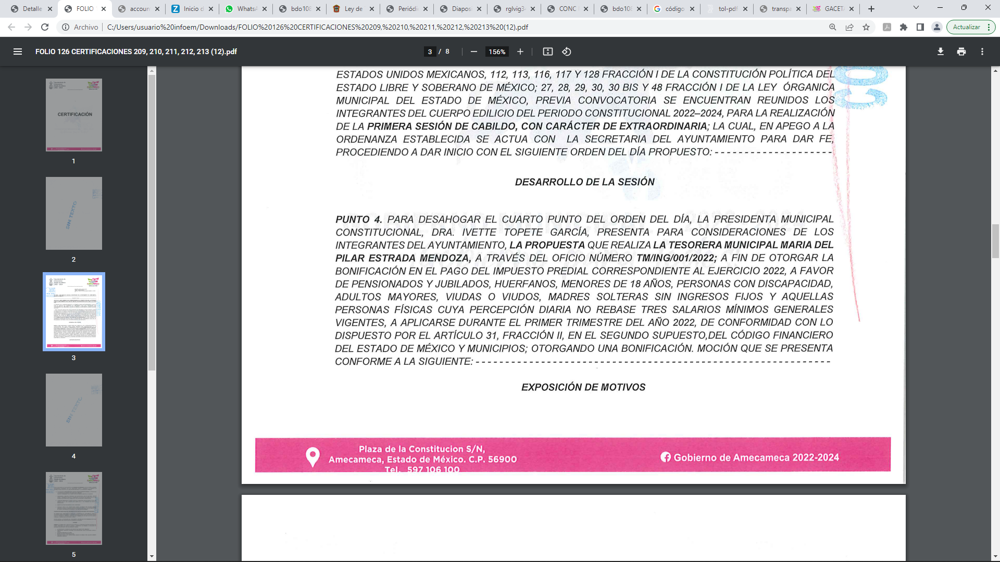 Detalle
FOLIO
accoun
Inicio d
WhatsA
bdo108
Ley de
Periódi
Diapos
rglvig3
CONC
bdo108
código
tol-pdf
transpa
GACETA
Archivo
C:/Users/usuario%20infoem/Downloads/FOLIO%20126%20CERTIFICACIONES%20209,%20210,%20211,%20212,%20213%20(12).pdf
Actualizar
FOLIO 126 CERTIFICACIONES 209, 210, 211, 212, 213 (12).pdf
3 / 8
156%
CERTIFICACIÓN
1
SIN TEXTO
2
3
SIN TEXTO
4
5
CO
ESTADOS UNIDOS MEXICANOS, 112, 113, 116, 117 Y 128 FRACCIÓN I DE LA CONSTITUCIÓN POLÍTICA DEL
ESTADO LIBRE Y SOBERANO DE MÉXICO; 27, 28, 29, 30, 30 BIS Y 48 FRACCIÓN I DE LA LEY ÓRGANICA
MUNICIPAL DEL ESTADO DE MÉXICO, PREVIA CONVOCATORIA SE ENCUENTRAN REUNIDOS LOS
INTEGRANTES DEL CUERPO EDILICIO DEL PERIODO CONSTITUCIONAL 2022–2024, PARA LA REALIZACIÓN
DE LA PRIMERA SESIÓN DE CABILDO, CON CARÁCTER DE EXTRAORDINARIA; LA CUAL, EN APEGO A LA
ORDENANZA ESTABLECIDA SE ACTUA CON LA SECRETARIA DEL AYUNTAMIENTO PARA DAR FE,
PROCEDIENDO A DAR INICIO CON EL SIGUIENTE ORDEN DEL DÍA PROPUESTO: - - - - - - - - - - - - - - - - - - - -
DESARROLLO DE LA SESIÓN
PUNTO 4. PARA DESAHOGAR EL CUARTO PUNTO DEL ORDEN DEL DÍA, LA PRESIDENTA MUNICIPAL
CONSTITUCIONAL, DRA. IVETTE TOPETE GARCÍA, PRESENTA PARA CONSIDERACIONES DE LOS
INTEGRANTES DEL AYUNTAMIENTO, LA PROPUESTA QUE REALIZA LA TESORERA MUNICIPAL MARIA DEL
PILAR ESTRADA MENDOZA, A TRAVÉS DEL OFICIO NÚMERO TM/ING/001/2022; A FIN DE OTORGAR LA
BONIFICACIÓN EN EL PAGO DEL IMPUESTO PREDIAL CORRESPONDIENTE AL EJERCICIO 2022, A FAVOR
DE PENSIONADOS Y JUBILADOS, HUERFANOS, MENORES DE 18 AÑOS, PERSONAS CON DISCAPACIDAD,
ADULTOS MAYORES, VIUDAS O VIUDOS, MADRES SOLTERAS SIN INGRESOS FIJOS Y AQUELLAS
PERSONAS FÍSICAS CUYA PERCEPCIÓN DIARIA NO REBASE TRES SALARIOS MÍNIMOS GENERALES
VIGENTES, A APLICARSE DURANTE EL PRIMER TRIMESTRE DEL AÑO 2022, DE CONFORMIDAD CON LO
DISPUESTO POR EL ARTÍCULO 31, FRACCIÓN II, EN EL SEGUNDO SUPUESTO,DEL CÓDIGO FINANCIERO
DEL ESTADO DE MÉXICO Y MUNICIPIOS; OTORGANDO UNA BONIFICACIÓN. MOCIÓN QUE SE PRESENTA
CONFORME A LA SIGUIENTE: - - - - - - - - - - - - - - - - - - - - - - - - - - - - - - - - - - - - - - - - - - - - - - - -
EXPOSICIÓN DE MOTIVOS
Plaza de la Constitucion S/N,
Amecameca, Estado de México. C.P. 56900
Tel. 597 106 100
Gobierno de Amecameca 2022-2024